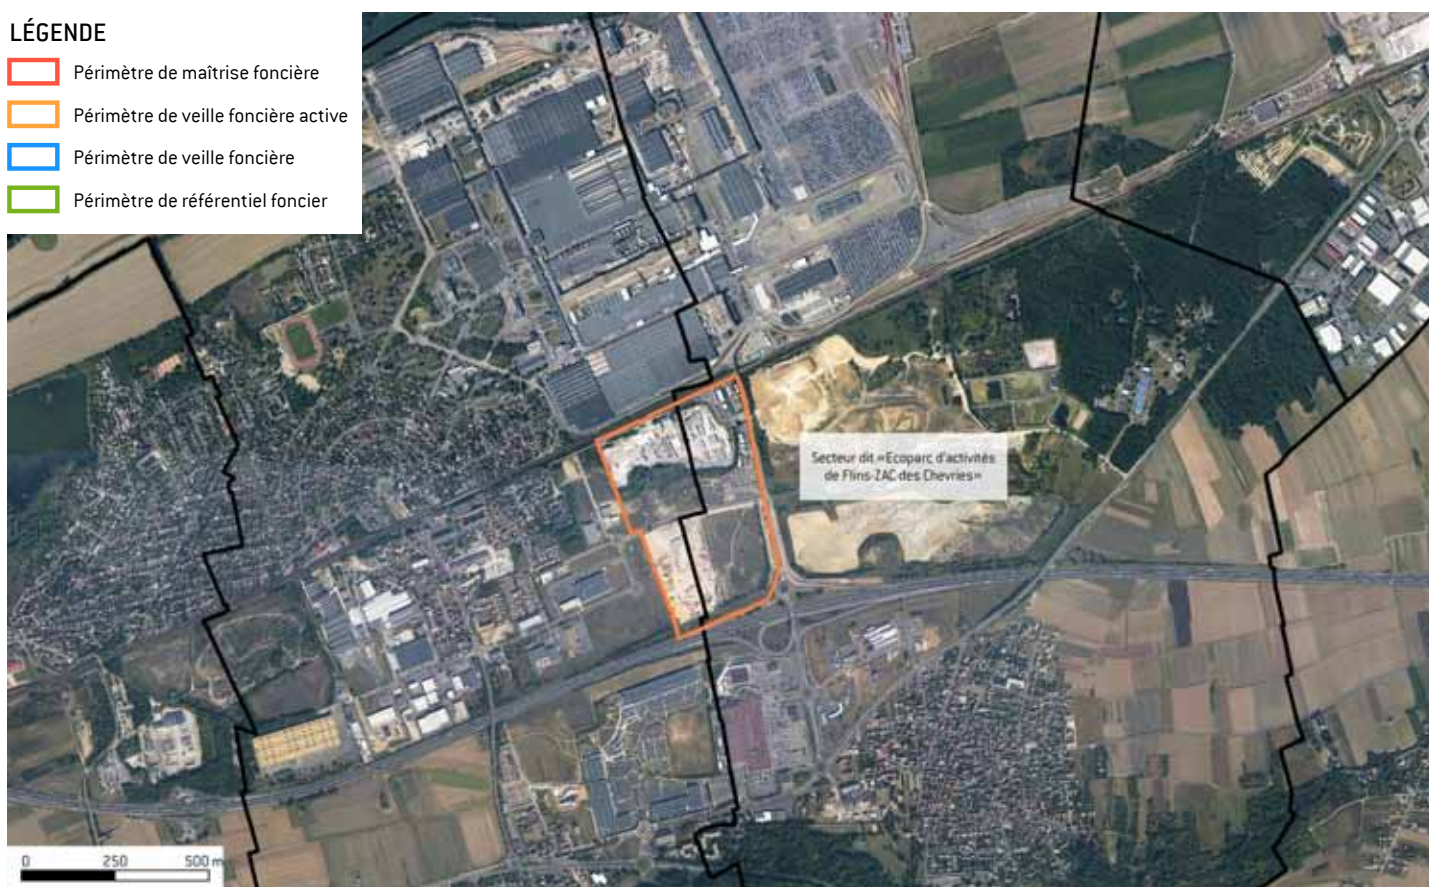 LÉGENDE
Périmètre de maîtrise foncière
Périmètre de veille foncière active
Périmètre de veille foncière
Périmètre de référentiel foncier
Secteur dit «Ecoparc d'activités
de Flins-ZAC des Chevries»
0 250 500 m